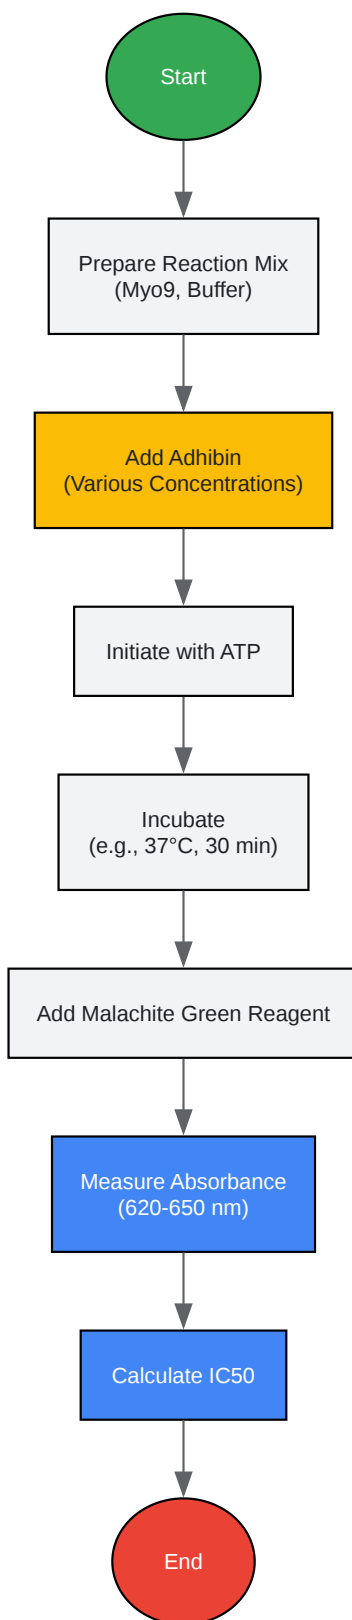 Start
Prepare Reaction Mix
(Myo9, Buffer)
Add Adhibin
(Various Concentrations)
Initiate with ATP
Incubate
(e.g., 37°C, 30 min)
Add Malachite Green Reagent
Measure Absorbance
(620-650 nm)
Calculate IC50
End